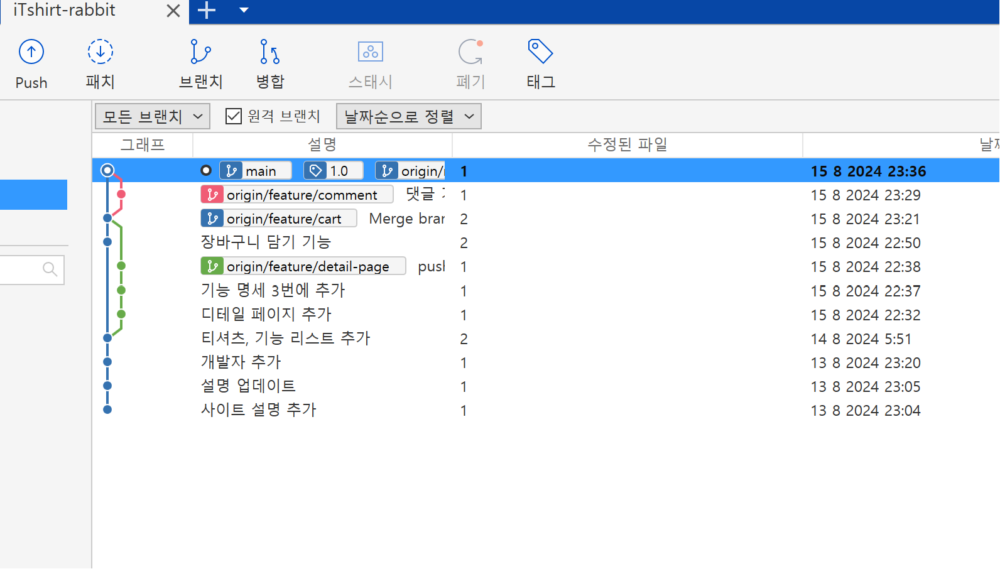 iTshirt-rabbit
Push 패치 브랜치 병합 스태시 폐기 태그
모든 브랜치 원격 브랜치 날짜순으로 정렬
그래프 설명 수정된 파일
main 1.0 origin/ 1 15 8 2024 23:36
origin/feature/comment 댓글 1 15 8 2024 23:29
origin/feature/cart Merge 2 15 8 2024 23:21
장바구니 담기 기능 2 15 8 2024 22:50
origin/feature/detail-page push 1 15 8 2024 22:38
기능 명세 3번에 추가 1 15 8 2024 22:37
디테일 페이지 추가 1 15 8 2024 22:32
티셔츠, 기능 리스트 추가 2 14 8 2024 5:51
개발자 추가 1 13 8 2024 23:20
설명 업데이트 1 13 8 2024 23:05
사이트 설명 추가 1 13 8 2024 23:04